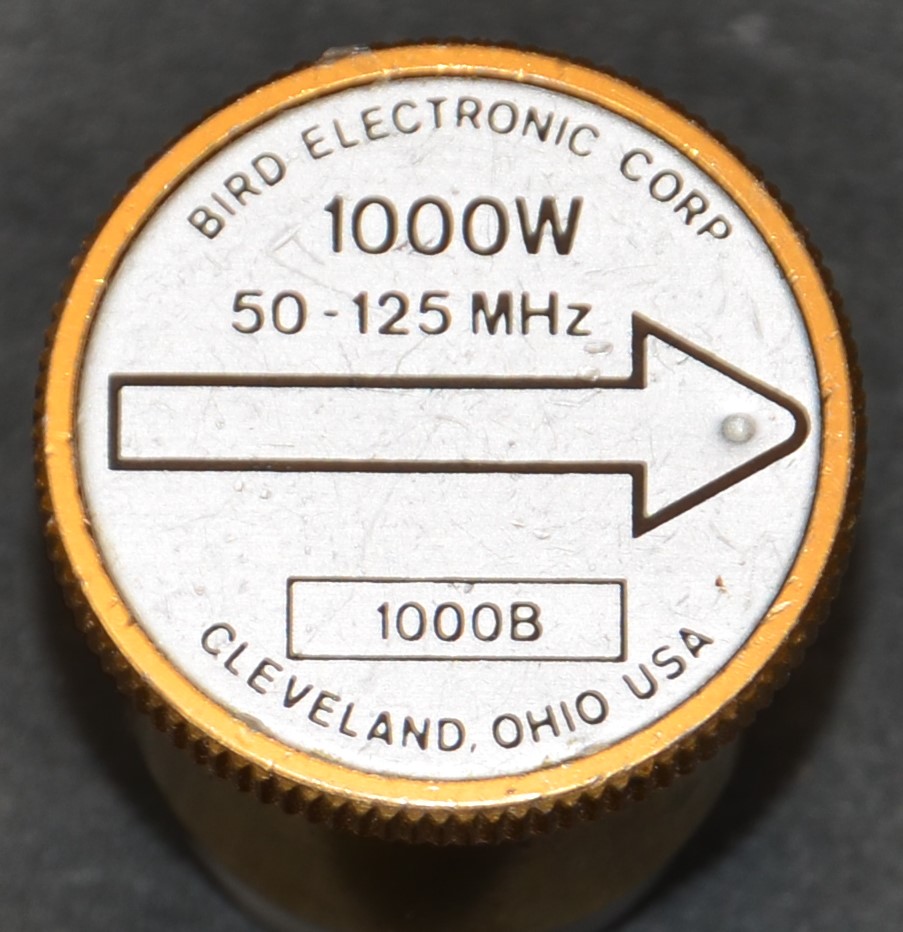 BIRD ELECTRONIC CORP
1000W
50-125 MHz
1000B
CLEVELAND, OHIO USA